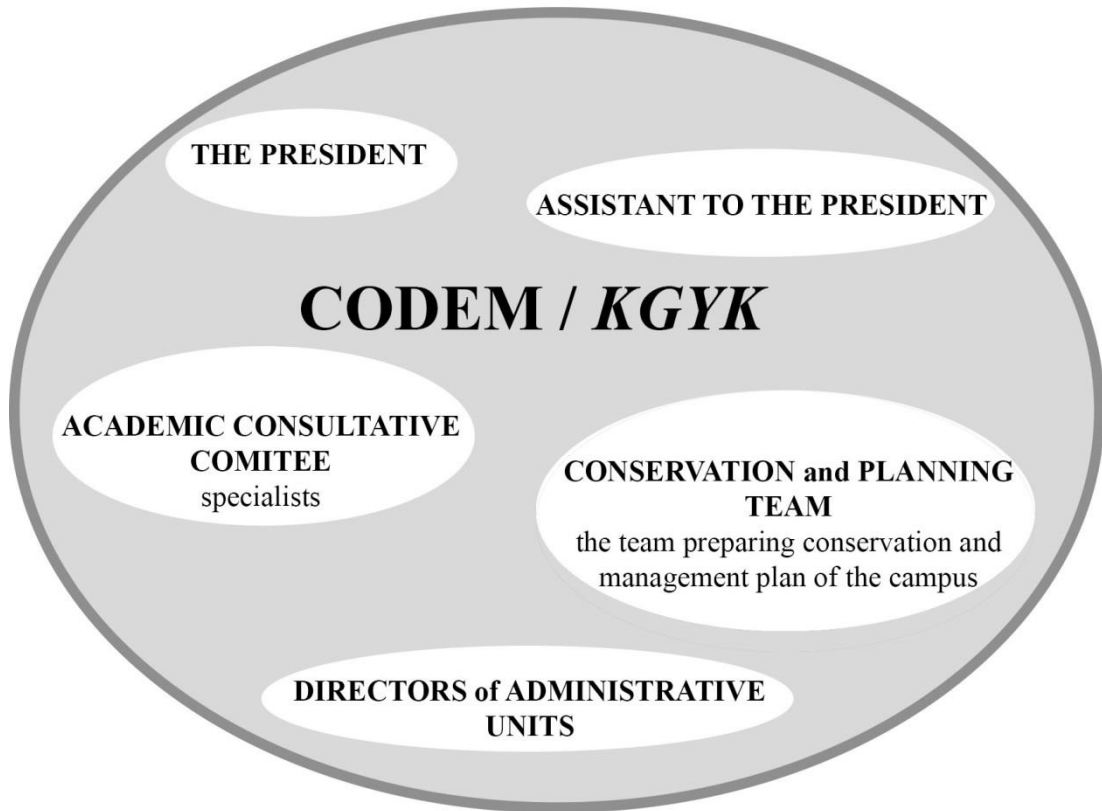 THE PRESIDENT
ASSISTANT TO THE PRESIDENT
CODEM / KGYK
ACADEMIC CONSULTATIVE
COMITEE
specialists
CONSERVATION and PLANNING
TEAM
the team preparing conservation and
management plan of the campus
DIRECTORS of ADMINISTRATIVE
UNITS